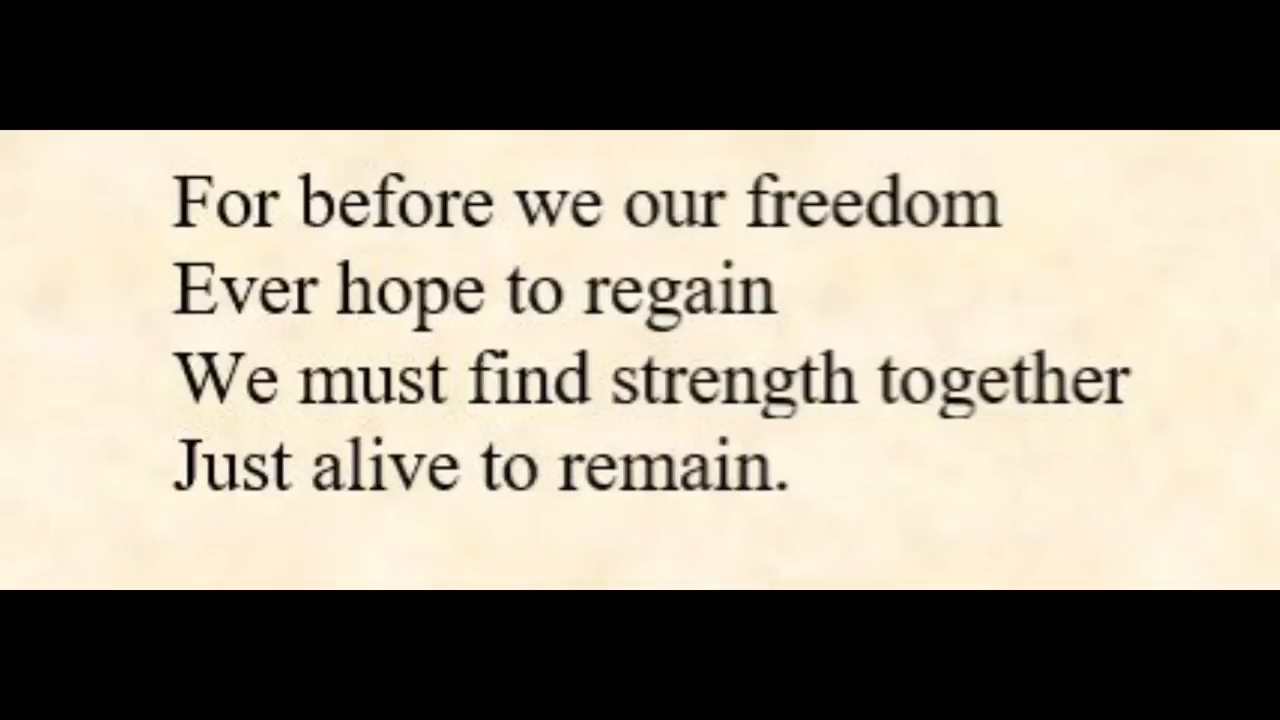 For before we our freedom
Ever hope to regain
We must find strength together
Just alive to remain.